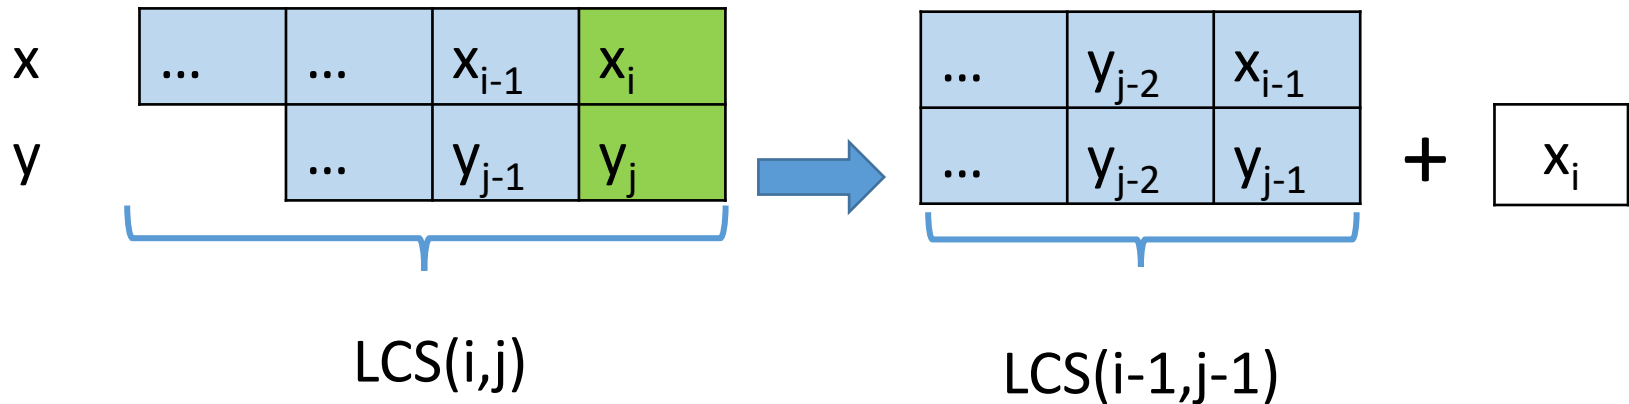 x ... ... xᵢ₋₁ xᵢ ... yⱼ₋₂ xᵢ₋₁
y ... yⱼ₋₁ yⱼ ... yⱼ₋₂ yⱼ₋₁ + xᵢ
LCS(i,j) LCS(i-1,j-1)